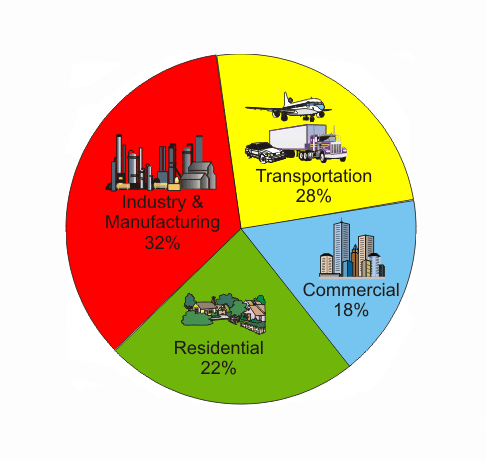 Transportation
28%
Industry &
Manufacturing
32%
Commercial
18%
Residential
22%